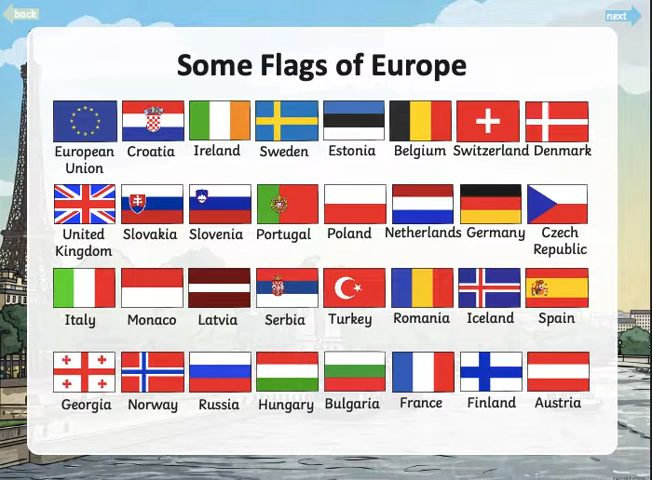 back
next
Some Flags of Europe
European Union
Croatia
Ireland
Sweden
Estonia
Belgium
Switzerland
Denmark
United Kingdom
Slovakia
Slovenia
Portugal
Poland
Netherlands
Germany
Czech Republic
Italy
Monaco
Latvia
Serbia
Turkey
Romania
Iceland
Spain
Georgia
Norway
Russia
Hungary
Bulgaria
France
Finland
Austria